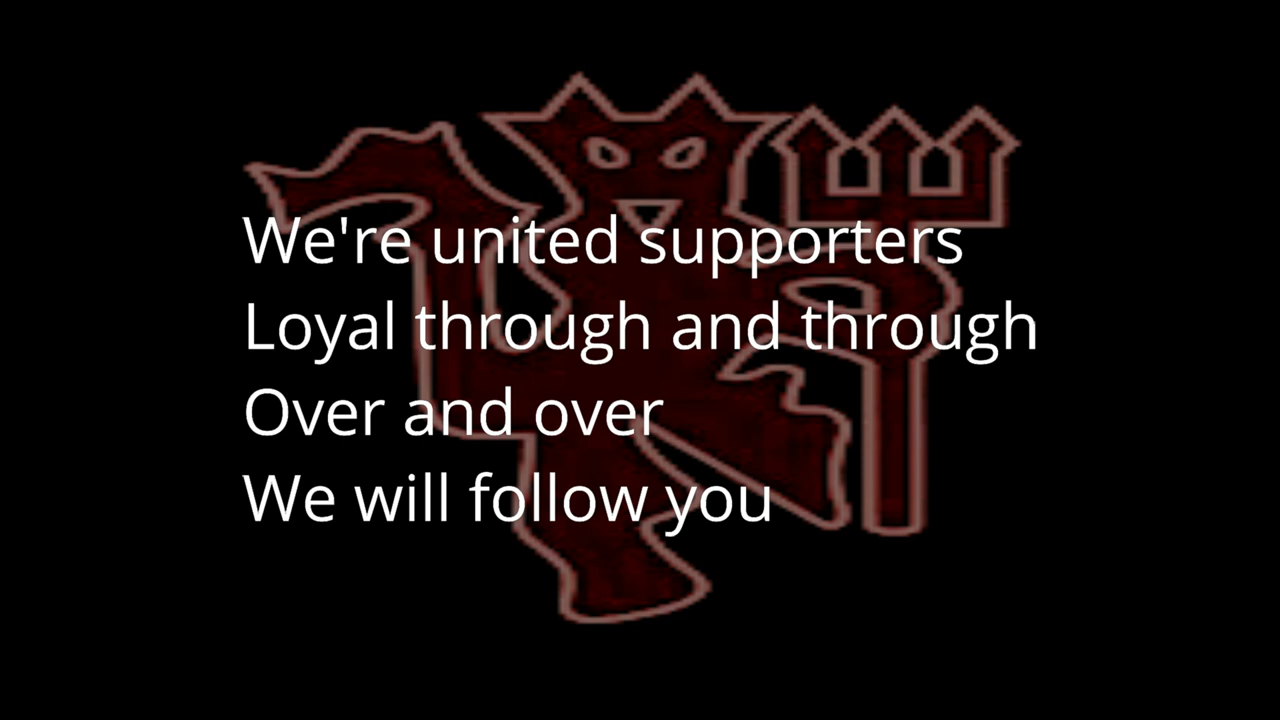 We're united supporters
Loyal through and through
Over and over
We will follow you